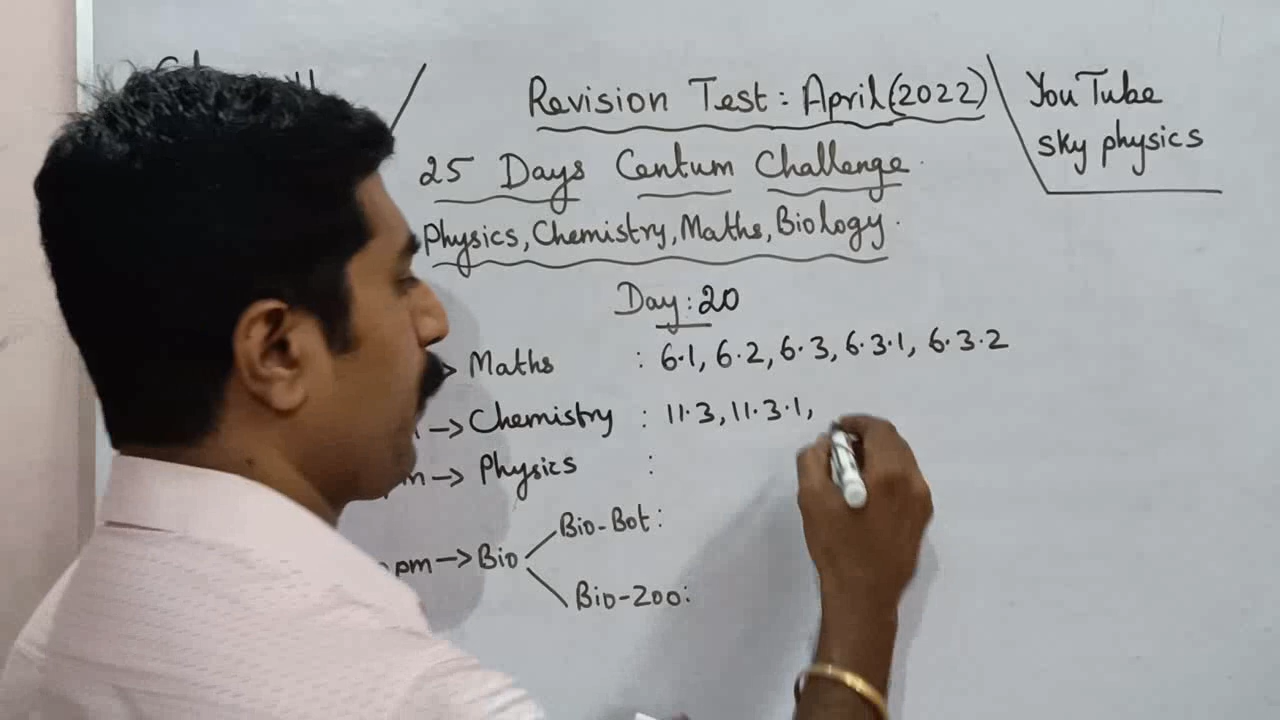 Revision Test: April(2022)
YouTube
sky physics
25 Days Centum Challenge
Physics, Chemistry, Maths, Biology.
Day: 20
Maths : 6.1, 6.2, 6.3, 6.3.1, 6.3.2
→ Chemistry : 11.3, 11.3.1,
pm → Physics :
pm → Bio
Bio-Bot:
Bio-Zoo: